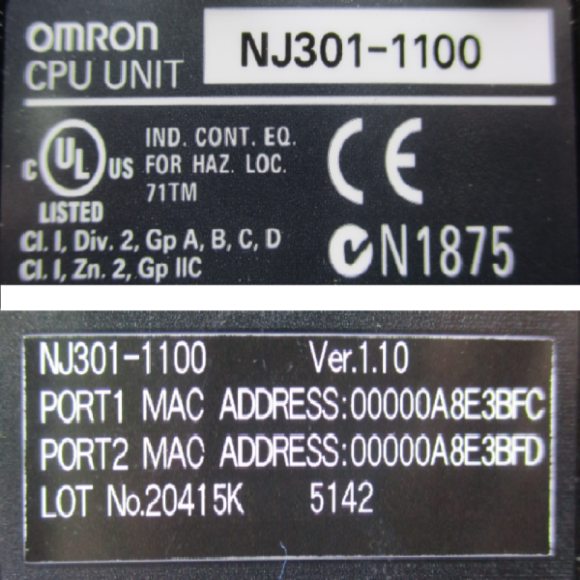 OMRON
CPU UNIT
NJ301-1100
C UL US
LISTED
IND. CONT. EQ.
FOR HAZ. LOC.
71TM
CE
Cl. I, Div. 2, Gp A, B, C, D
Cl. I, Zn. 2, Gp IIC
N1875
NJ301-1100 Ver.1.10
PORT1 MAC ADDRESS:00000A8E3BFC
PORT2 MAC ADDRESS:00000A8E3BFD
LOT No.20415K 5142